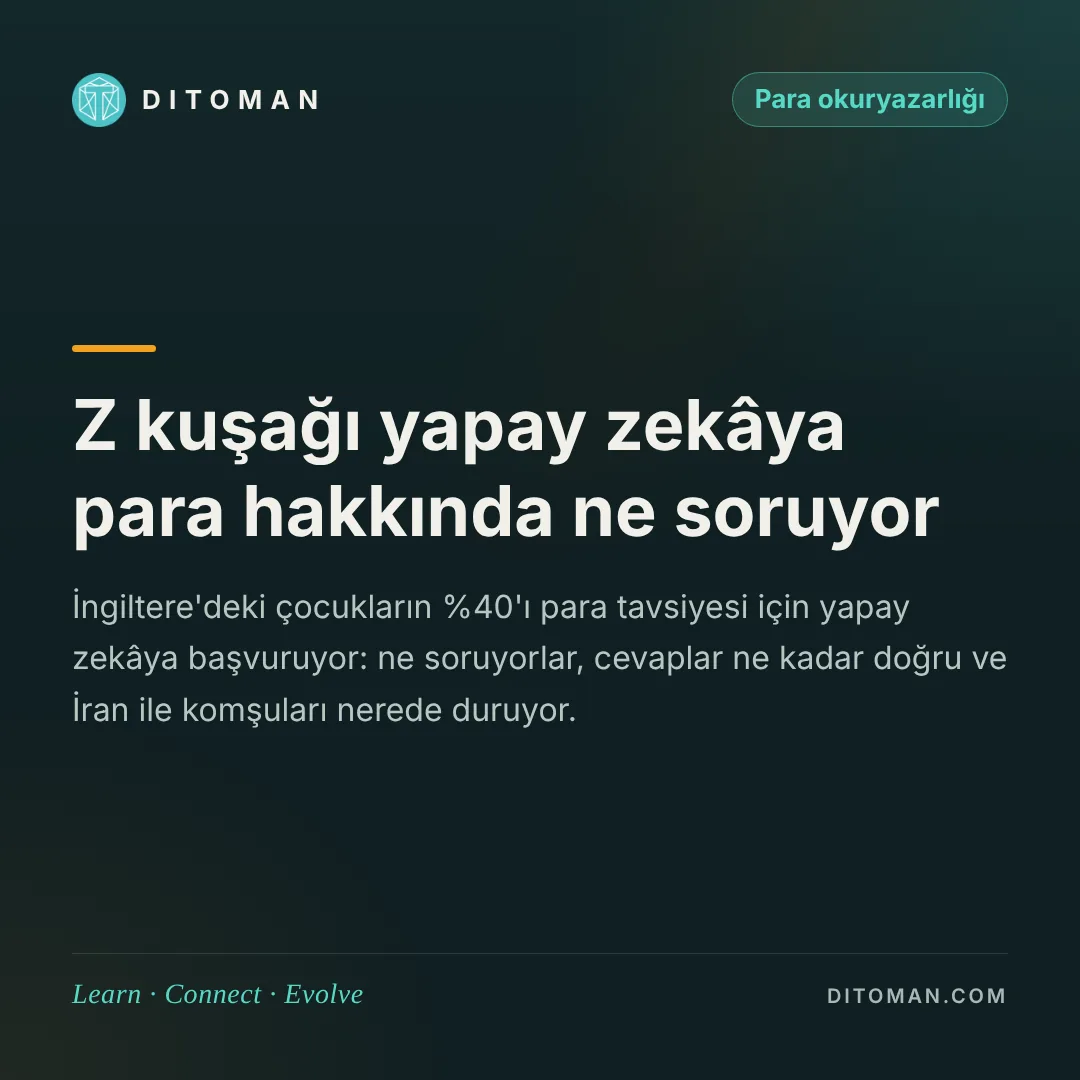 DITOMAN
Para okuryazarlığı
Z kuşağı yapay zekâya
para hakkında ne soruyor
İngiltere'deki çocukların %40'ı para tavsiyesi için yapay
zekâya başvuruyor: ne soruyorlar, cevaplar ne kadar doğru ve
İran ile komşuları nerede duruyor.
Learn · Connect · Evolve
DITOMAN.COM